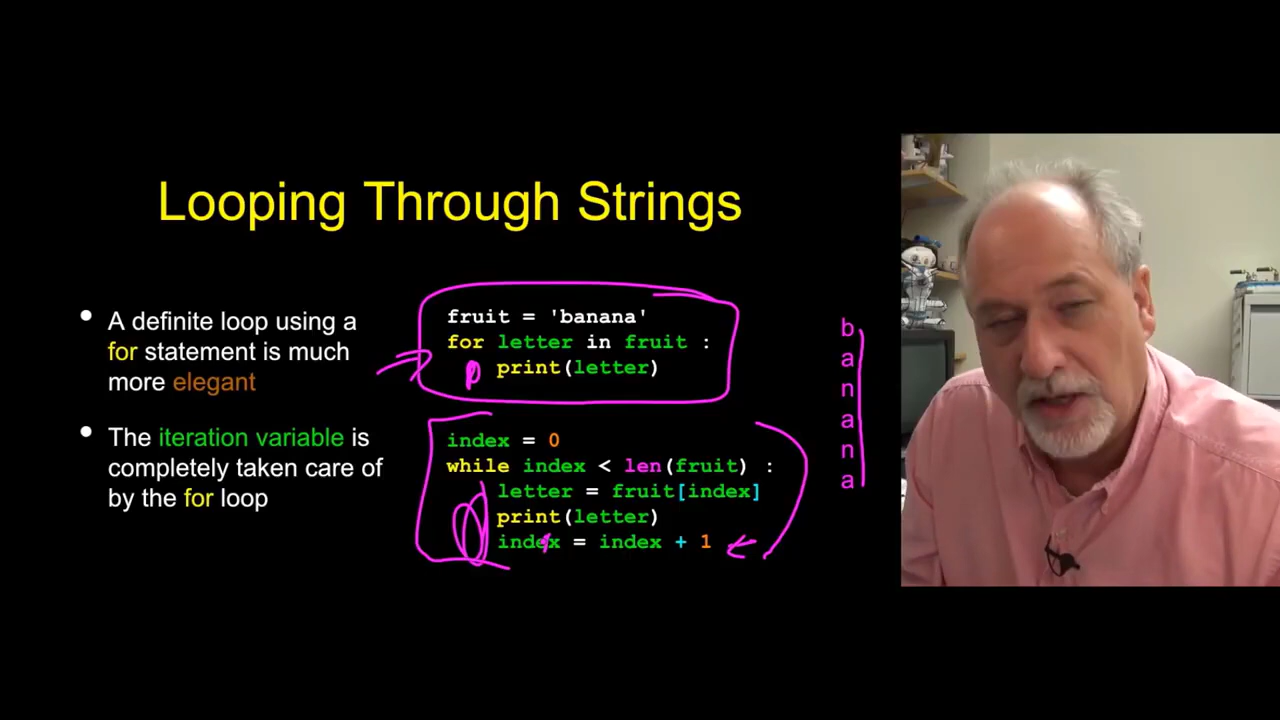 Looping Through Strings
• A definite loop using a
for statement is much
more elegant
• The iteration variable is
completely taken care of
by the for loop
fruit = 'banana'
for letter in fruit :
print(letter)
index = 0
while index < len(fruit) :
letter = fruit[index]
print(letter)
index = index + 1
b
a
n
a
n
a